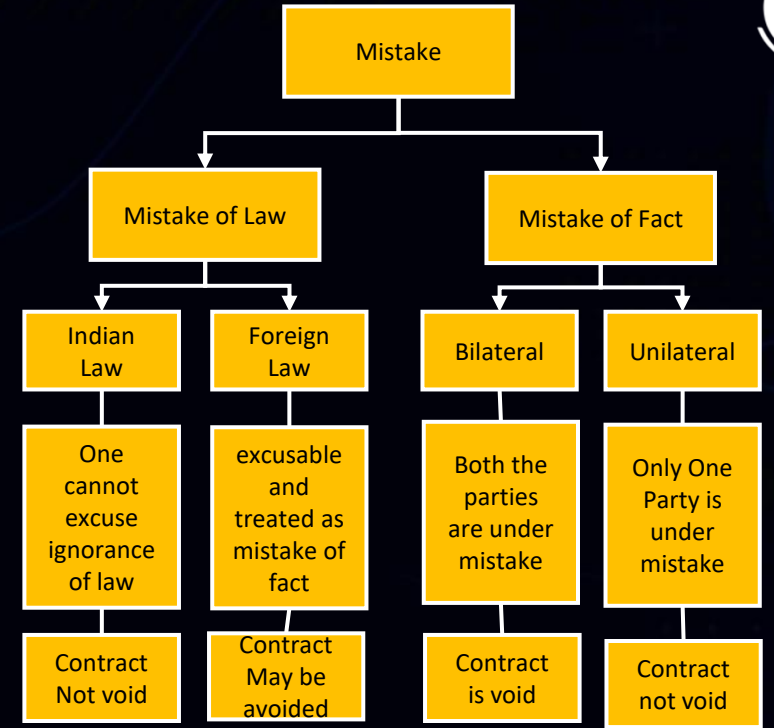 Mistake
Mistake of Law
Mistake of Fact
Indian
Law
Foreign
Law
Bilateral
Unilateral
One
cannot
excuse
ignorance
of law
excusable
and
treated as
mistake of
fact
Both the
parties
are under
mistake
Only One
Party is
under
mistake
Contract
Not void
Contract
May be
avoided
Contract
is void
Contract
not void